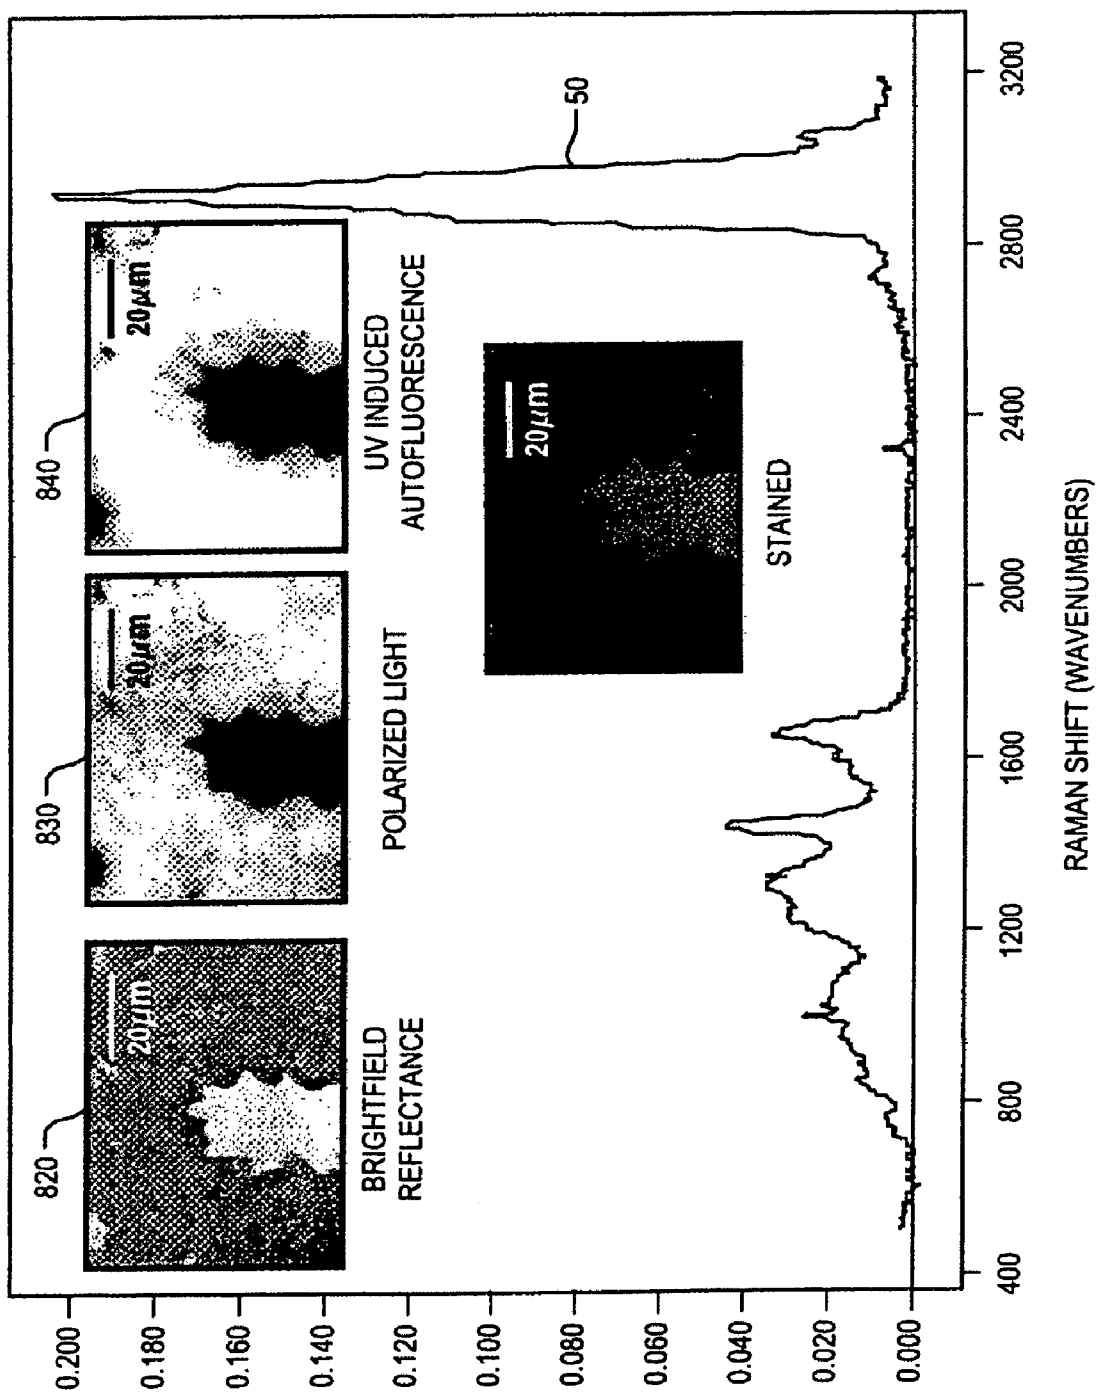 820
830
840
20µm
20µm
20µm
BRIGHTFIELD
REFLECTANCE
POLARIZED LIGHT
UV INDUCED
AUTOFLUORESCENCE
50
20µm
STAINED
0.200
0.180
0.160
0.140
0.120
0.100
0.080
0.060
0.040
0.020
0.000
400
800
1200
1600
2000
2400
2800
3200
RAMAN SHIFT (WAVENUMBERS)